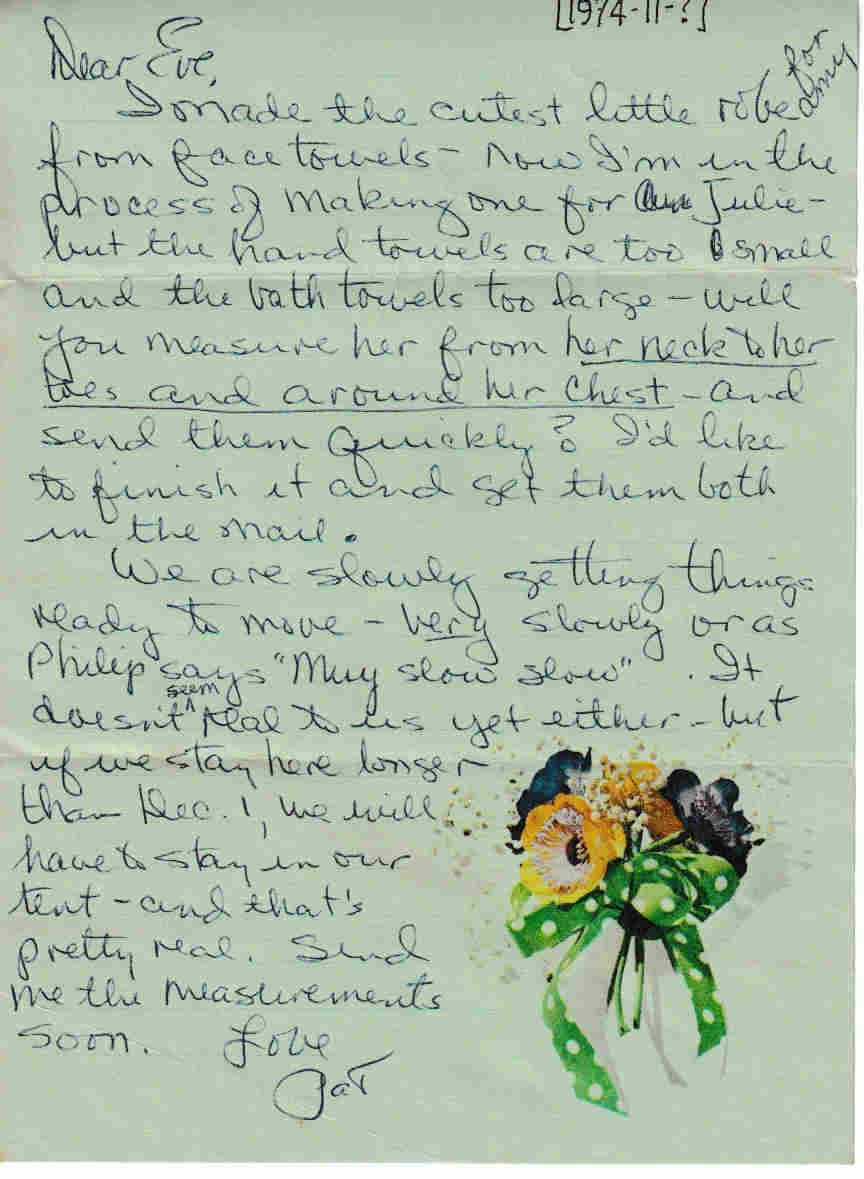 [1974-11-?]
Dear Eve,
I made the cutest little robe for Amy
from face towels - Now I'm in the
process of making one for Julie -
but the hand towels are too small
and the bath towels too large - will
you measure her from her neck to her
toes and around her chest - and
send them quickly? I'd like
to finish it and get them both
in the mail.
We are slowly getting things
ready to move - very slowly or as
Philip says "Muy slow slow". It
doesn't seem real to us yet either - but
if we stay here longer
than Dec. 1, we will
have to stay in our
tent - and that's
pretty real. Send
me the measurements
soon. Love
Pat